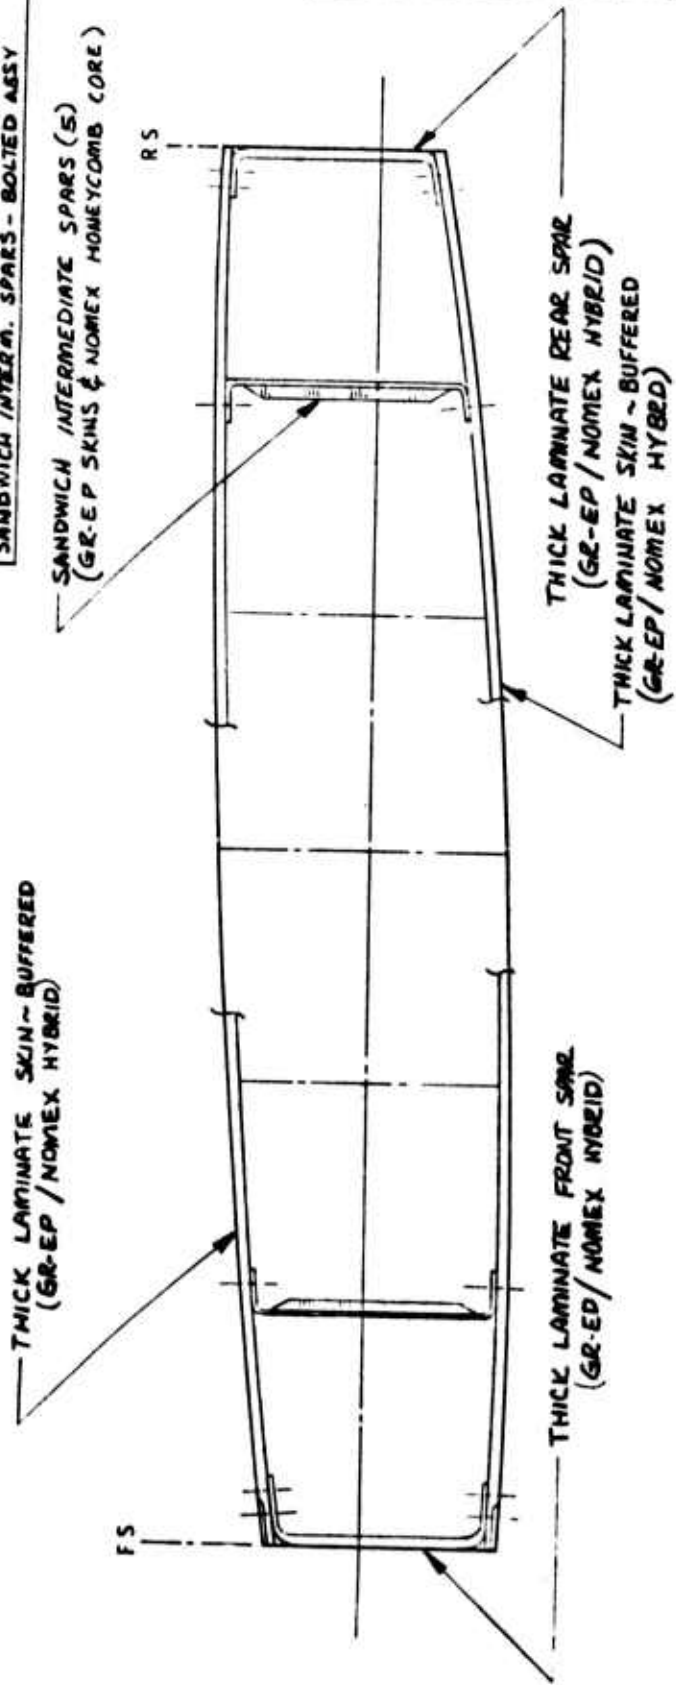 SANDWICH INTERM. SPARS - BOLTED ASSY
SANDWICH INTERMEDIATE SPARS (5)
(GR-EP SKINS & NOMEX HONEYCOMB CORE)
THICK LAMINATE SKIN ~ BUFFERED
(GR-EP / NOMEX HYBRID)
FS
RS
THICK LAMINATE FRONT SPAR
(GR-EP / NOMEX HYBRID)
THICK LAMINATE REAR SPAR
(GR-EP / NOMEX HYBRID)
THICK LAMINATE SKIN ~ BUFFERED
(GR-EP / NOMEX HYBRD)